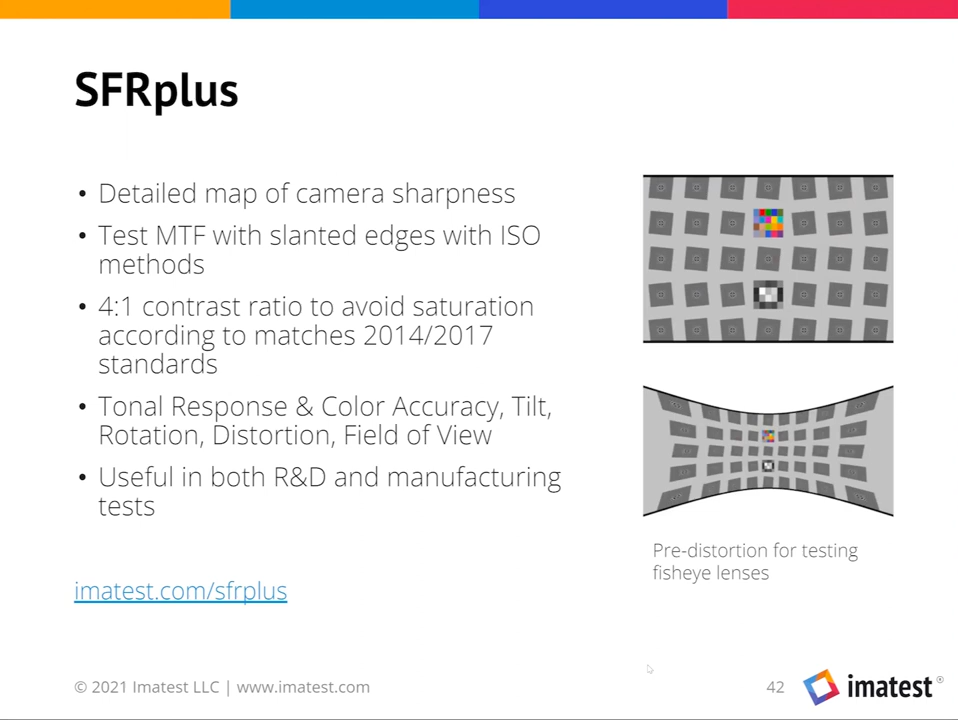 SFRplus
• Detailed map of camera sharpness
• Test MTF with slanted edges with ISO
methods
• 4:1 contrast ratio to avoid saturation
according to matches 2014/2017
standards
• Tonal Response & Color Accuracy, Tilt,
Rotation, Distortion, Field of View
• Useful in both R&D and manufacturing
tests
Pre-distortion for testing
fisheye lenses
imatest.com/sfrplus
© 2021 Imatest LLC | www.imatest.com
42
imatest®